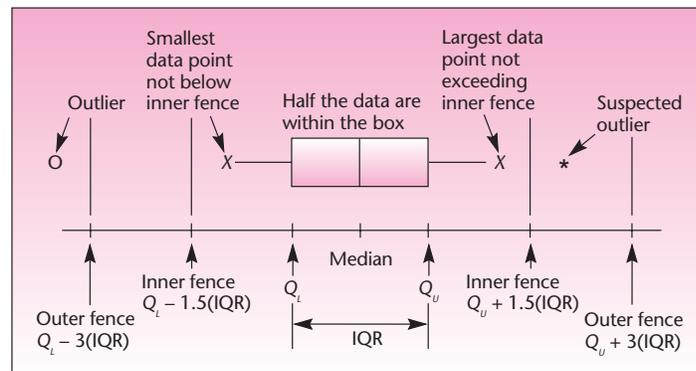 Smallest
data point
not below
inner fence
Largest data
point not
exceeding
inner fence
Outlier
Half the data are
within the box
Suspected
outlier
O
X
X
*
Median
Inner fence
Q_L – 1.5(IQR)
Q_L
Q_U
Inner fence
Q_U + 1.5(IQR)
Outer fence
Q_L – 3(IQR)
IQR
Outer fence
Q_U + 3(IQR)